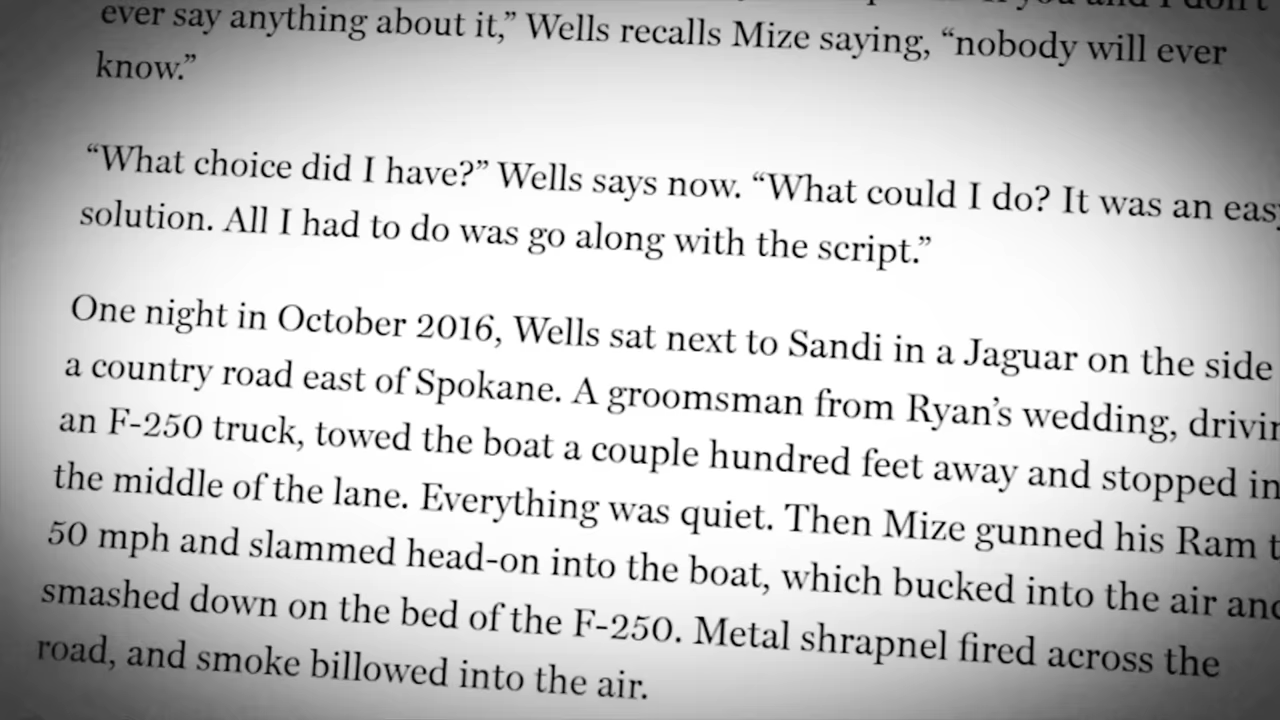 ever say anything about it,” Wells recalls Mize saying, “nobody will ever
know.”
“What choice did I have?” Wells says now. “What could I do? It was an easy
solution. All I had to do was go along with the script.”
One night in October 2016, Wells sat next to Sandi in a Jaguar on the side
a country road east of Spokane. A groomsman from Ryan’s wedding,
an F-250 truck, towed the boat a couple hundred feet away and stopped in
the middle of the lane. Everything was quiet. Then Mize gunned his Ram
50 mph and slammed head-on into the boat, which bucked into the air and
smashed down on the bed of the F-250. Metal shrapnel fired across the
road, and smoke billowed into the air.